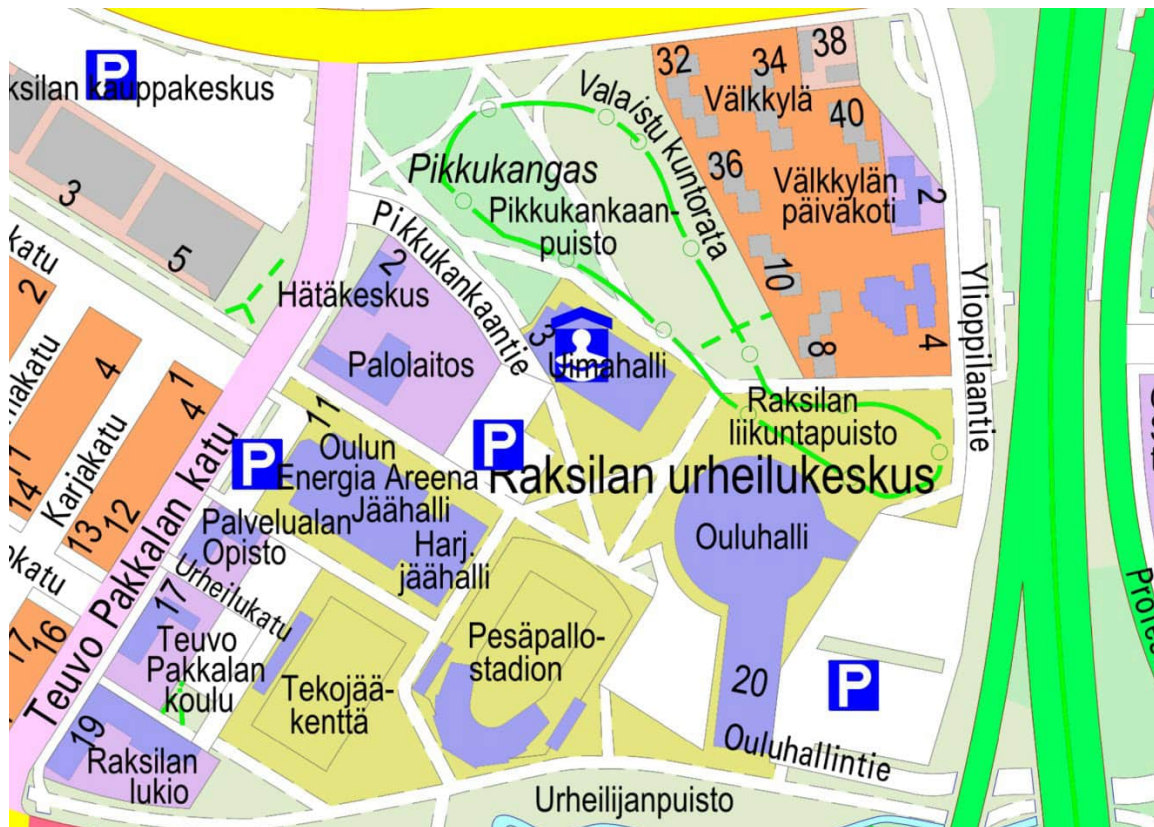 P
ksilan kauppakeskus
3
5
32
34
38
Välkkylä
40
36
Välkkylän
päiväkoti
2
10
8
4
Valaistu kuntorata
Pikkukangas
Pikkukankaan-
puisto
Pikkukankaantie
2
Hätäkeskus
Palolaitos
3
Uimahalli
Ylioppilaantie
Raksilan
liikuntapuisto
P
P
Raksilan urheilukeskus
11
Oulun
Energia Areena
Jäähalli
Harj.
jäähalli
Palvelualan
Opisto
Urheilukatu
17
Teuvo
Pakkalan
koulu
19
Raksilan
lukio
Tekojää-
kenttä
Pesäpallo-
stadion
Ouluhalli
20
P
Ouluhallintie
Urheilijanpuisto
Teuvo Pakkalan katu
Karjakatu
katu
2
4
1
4
14
13
12
17
16